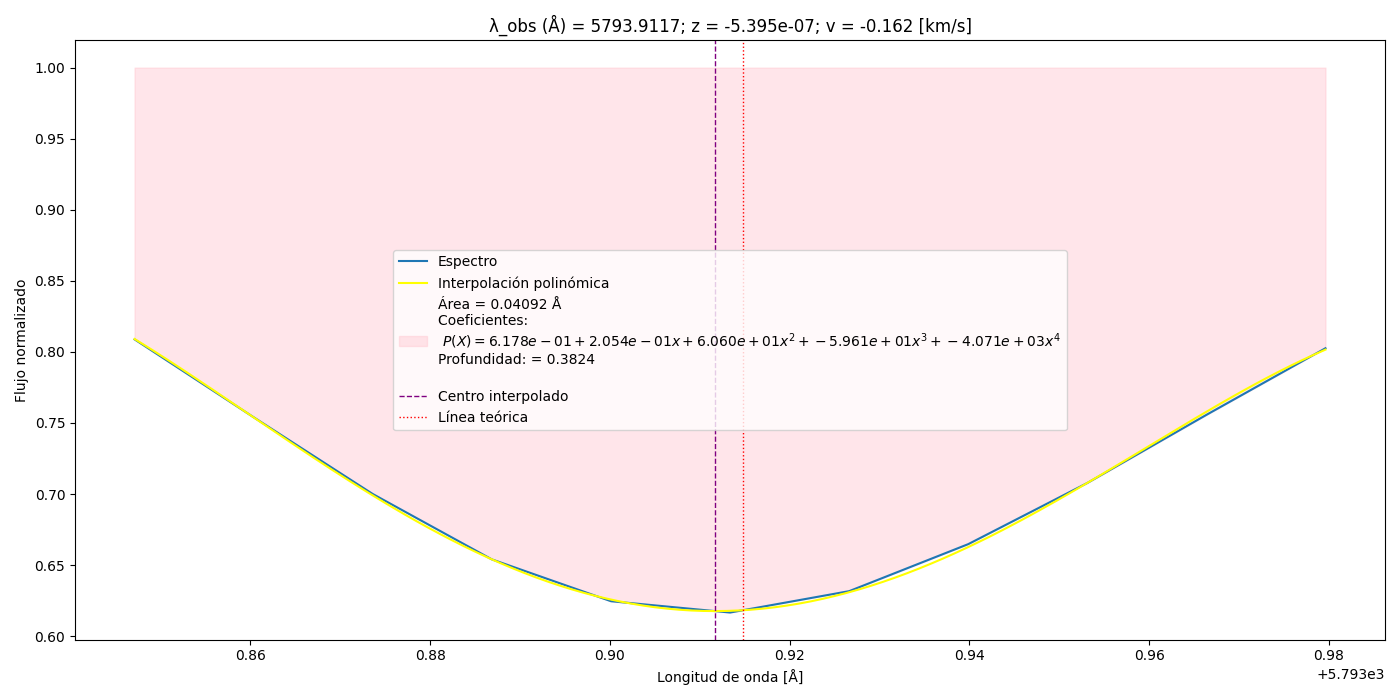 λ_obs (Å) = 5793.9117; z = -5.395e-07; v = -0.162 [km/s]
1.00
0.95
0.90
0.85
0.80
0.75
0.70
0.65
0.60
Flujo normalizado
Espectro
Interpolación polinómica
Área = 0.04092 Å
Coeficientes:
P(X) = 6.178e − 01 + 2.054e − 01x + 6.060e + 01x² + −5.961e + 01x³ + −4.071e + 03x⁴
Profundidad: = 0.3824
Centro interpolado
Línea teórica
0.86 0.88 0.90 0.92 0.94 0.96 0.98
+5.793e3
Longitud de onda [Å]